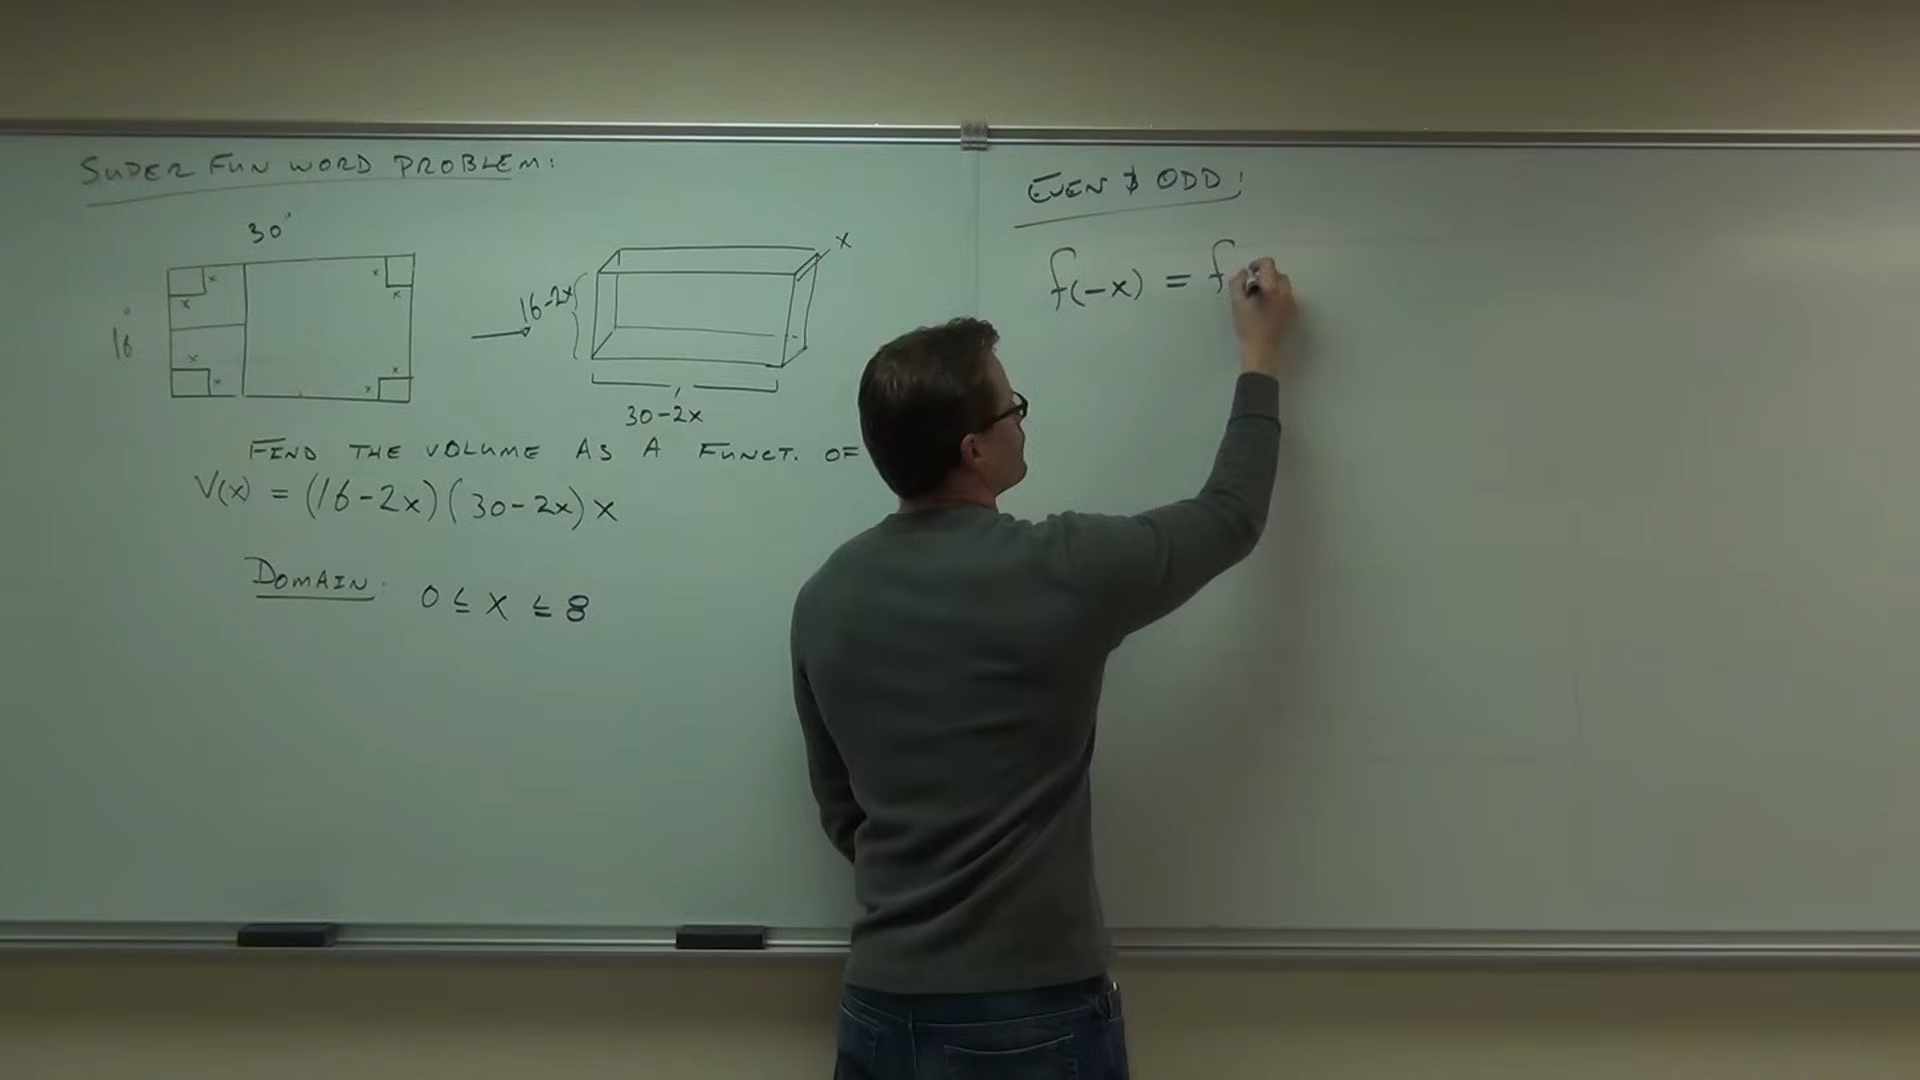 SUPER FUN WORD PROBLEM:
30"
16"
x x
x x
x x
x x
16-2x
x
30-2x
FIND THE VOLUME AS A FUNCT. OF
V(x) = (16-2x)(30-2x)x
DOMAIN: 0 ≤ x ≤ 8
EVEN & ODD:
f(-x) = f